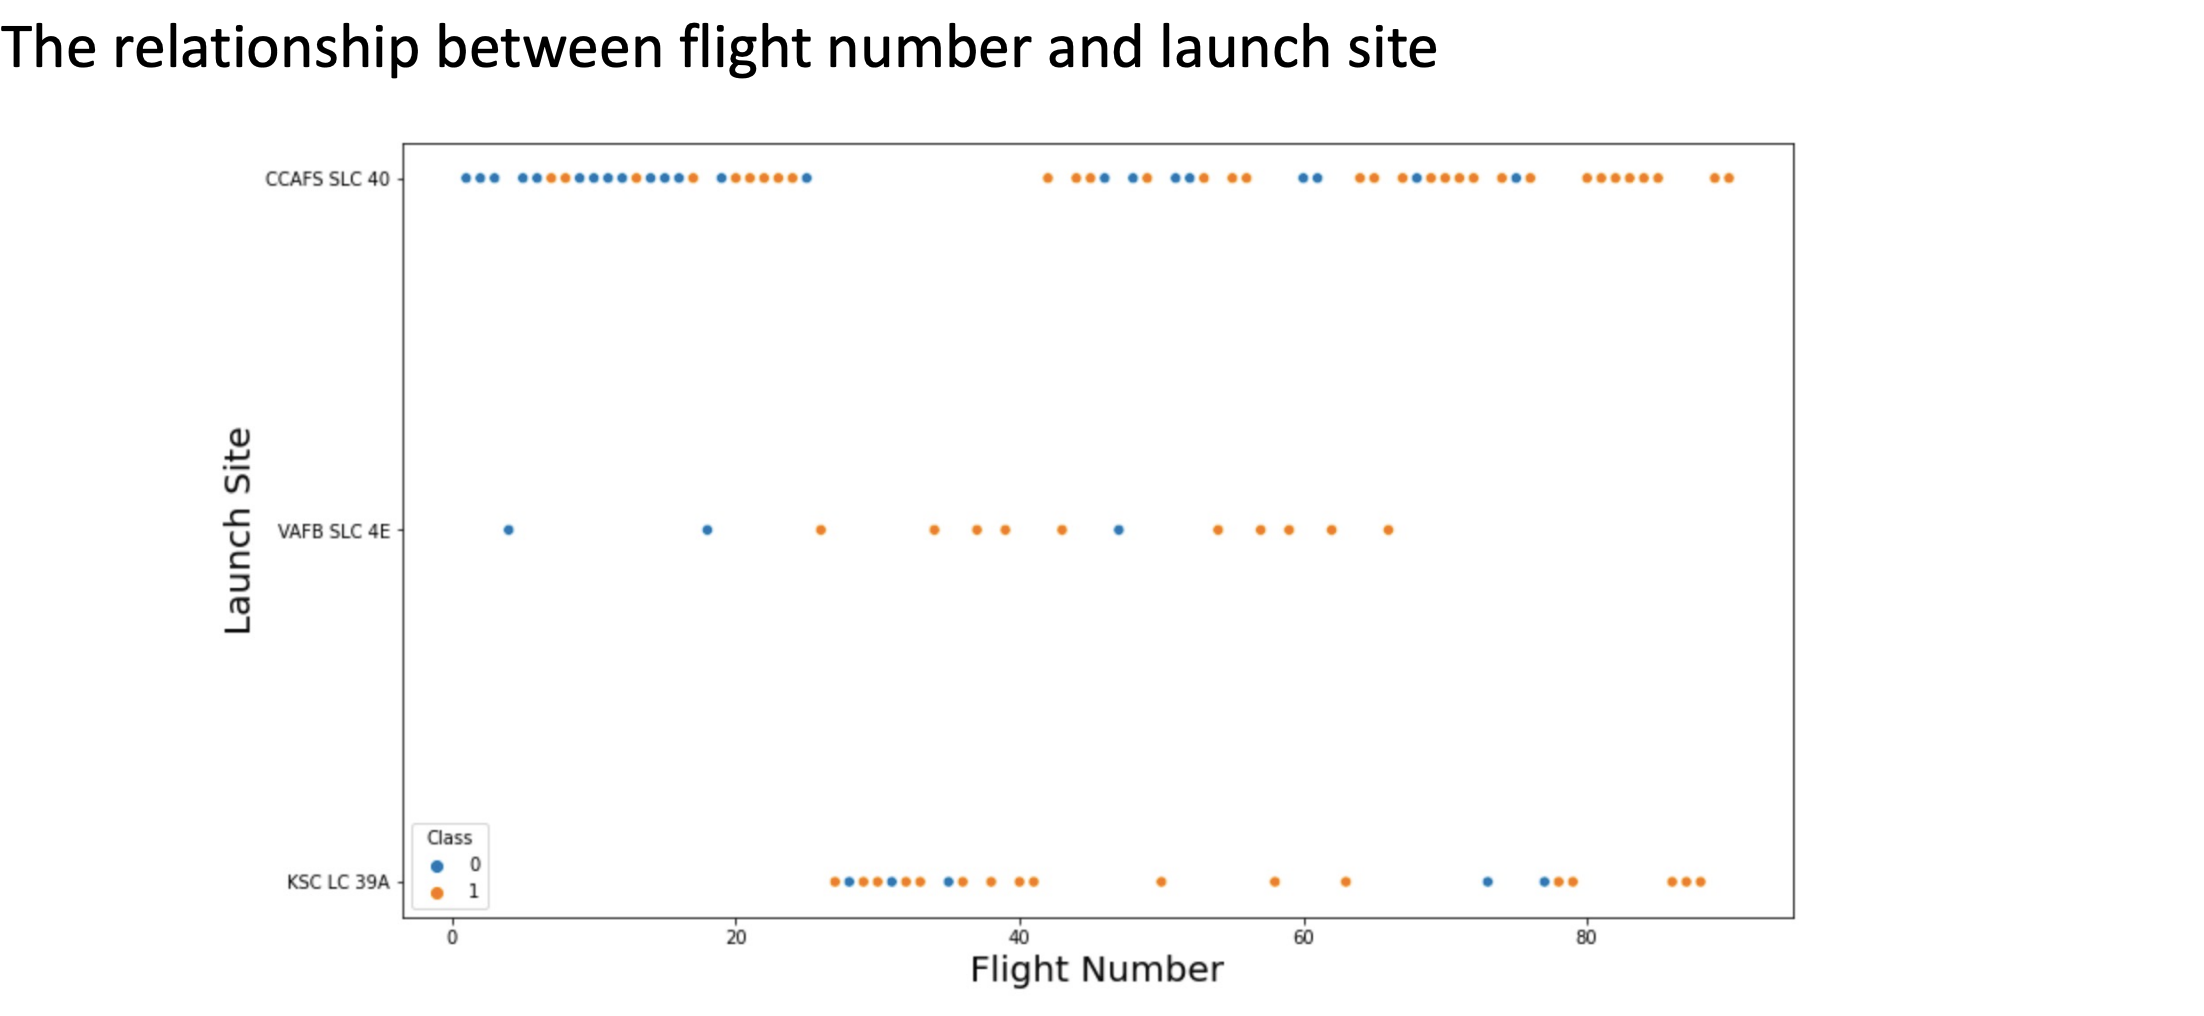 The relationship between flight number and launch site
CCAFS SLC 40
VAFB SLC 4E
KSC LC 39A
Launch Site
Class
0
1
0 20 40 60 80
Flight Number